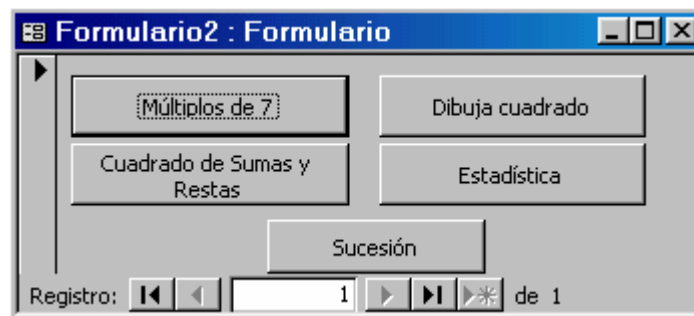 Formulario2 : Formulario
Múltiplos de 7
Dibuja cuadrado
Cuadrado de Sumas y
Restas
Estadística
Sucesión
Registro: 1 de 1